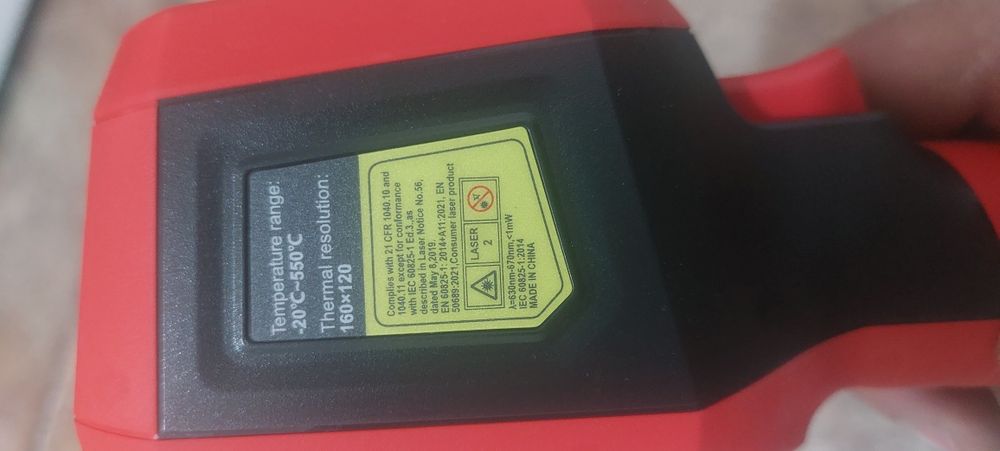 Temperature range:
-20℃~550℃
Thermal resolution:
160×120
Complies with 21 CFR 1040.10 and
1040.11 except for conformance
with IEC 60825-1 Ed.3.,as
described in Laser Notice No.56,
dated May 8,2019.
EN 60825-1: 2014+A11:2021, EN
50689:2021,Consumer laser product
LASER
2
λ=630nm-670nm,<1mW
IEC 60825-1:2014
MADE IN CHINA